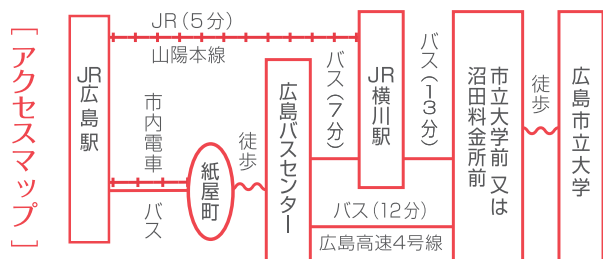 [アクセスマップ]
JR広島駅
JR(5分)
山陽本線
市内電車
バス
紙屋町
徒歩
広島バスセンター
バス(7分)
JR横川駅
バス(13分)
バス(12分)
広島高速4号線
市立大学前 又は
沼田料金所前
徒歩
広島市立大学